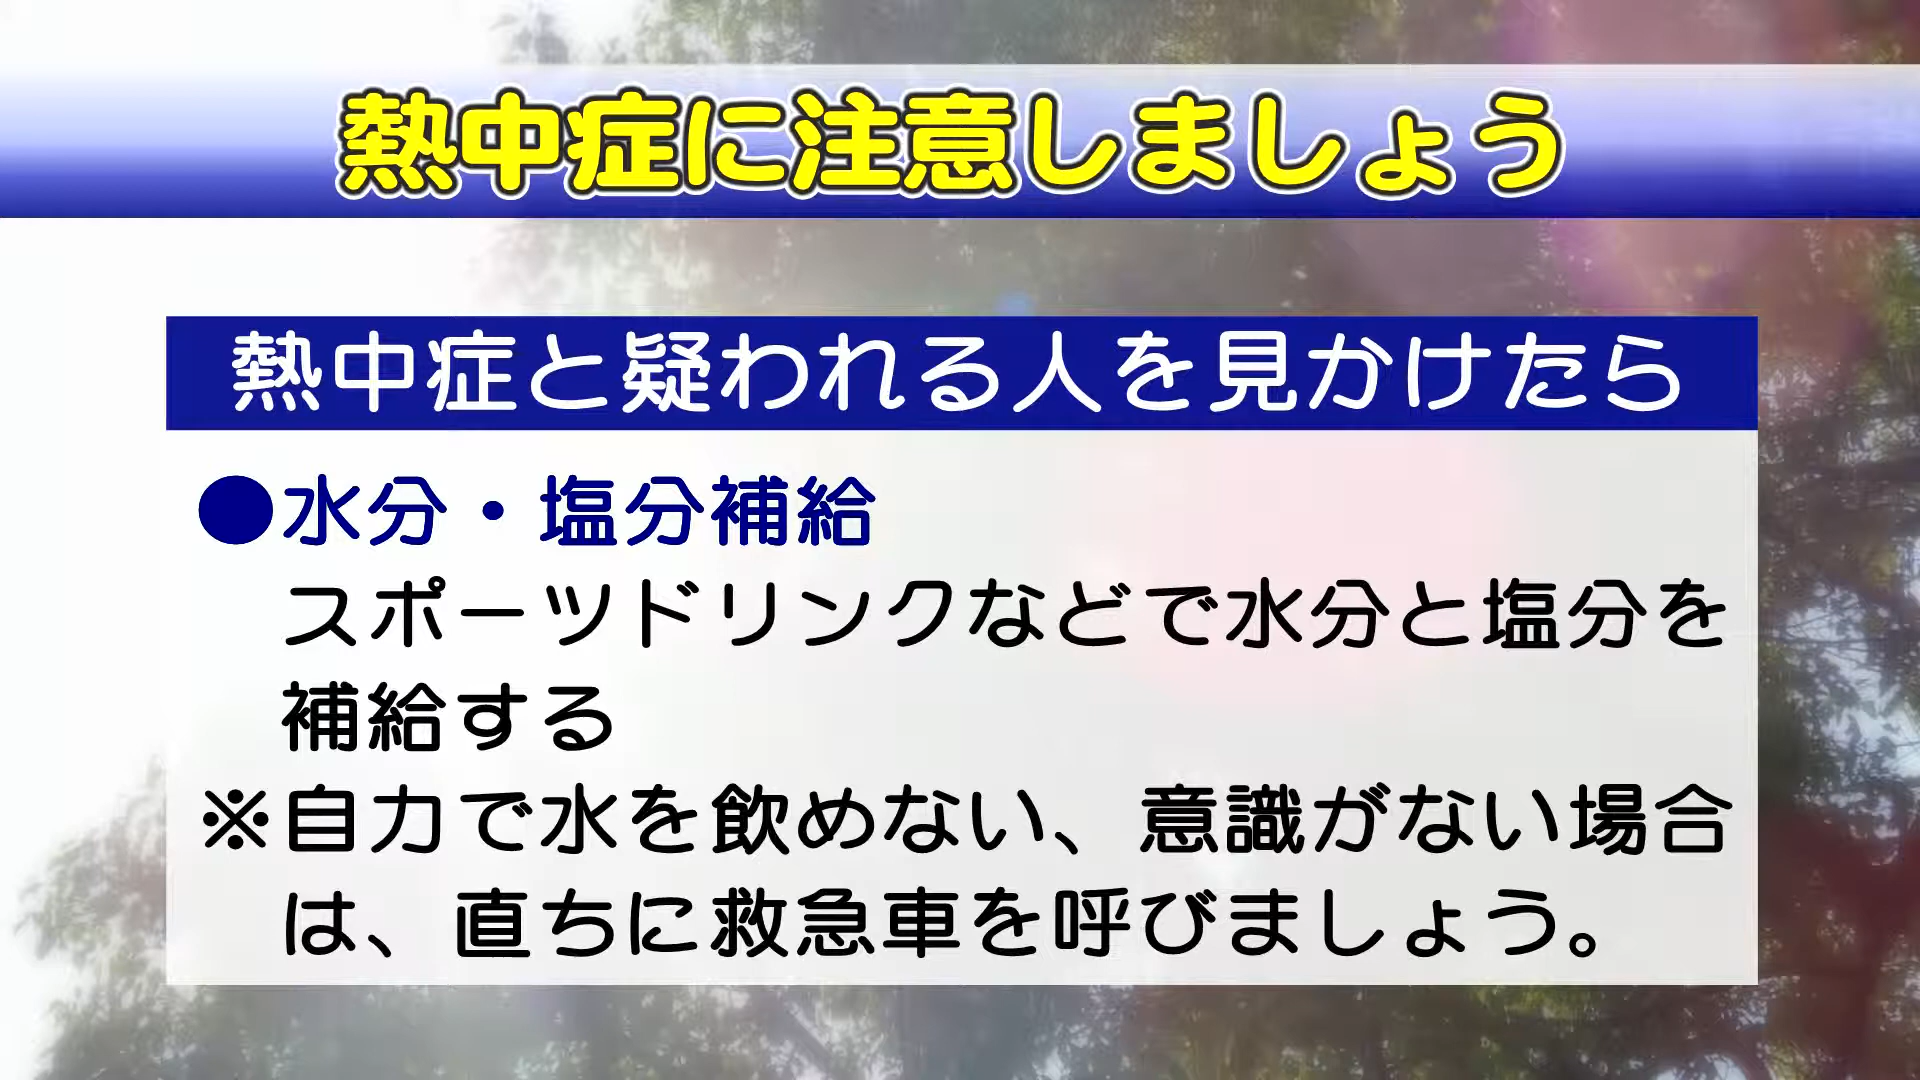 熱中症に注意しましょう
熱中症と疑われる人を見かけたら
●水分・塩分補給
スポーツドリンクなどで水分と塩分を
補給する
※自力で水を飲めない、意識がない場合
は、直ちに救急車を呼びましょう。